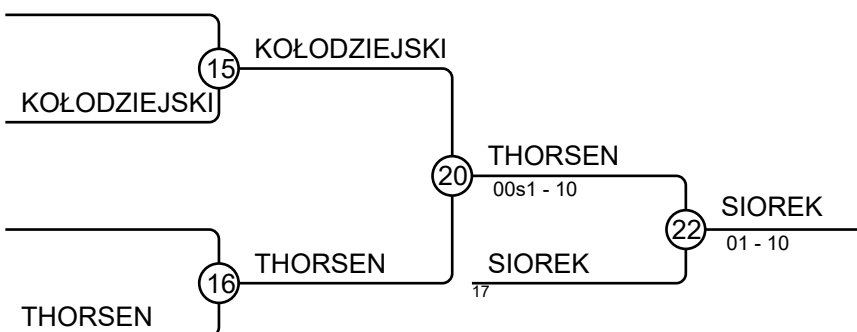 KOŁODZIEJSKI
15
KOŁODZIEJSKI
THORSEN
20
00s1 - 10
SIOREK
22
01 - 10
THORSEN
SIOREK
16
17
THORSEN